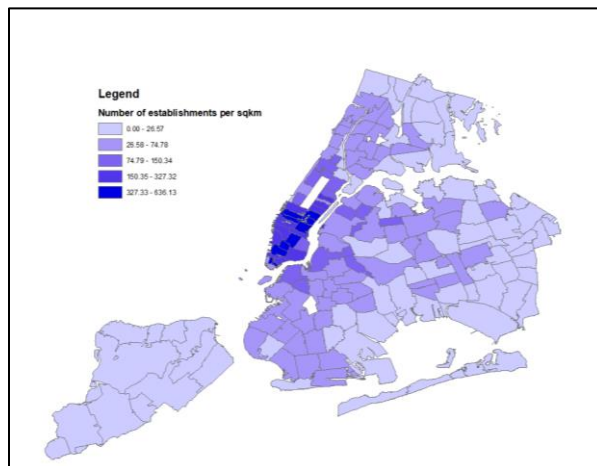 Legend
Number of establishments per sqkm
0.00 - 26.57
26.58 - 74.78
74.79 - 150.34
150.35 - 327.32
327.33 - 636.13